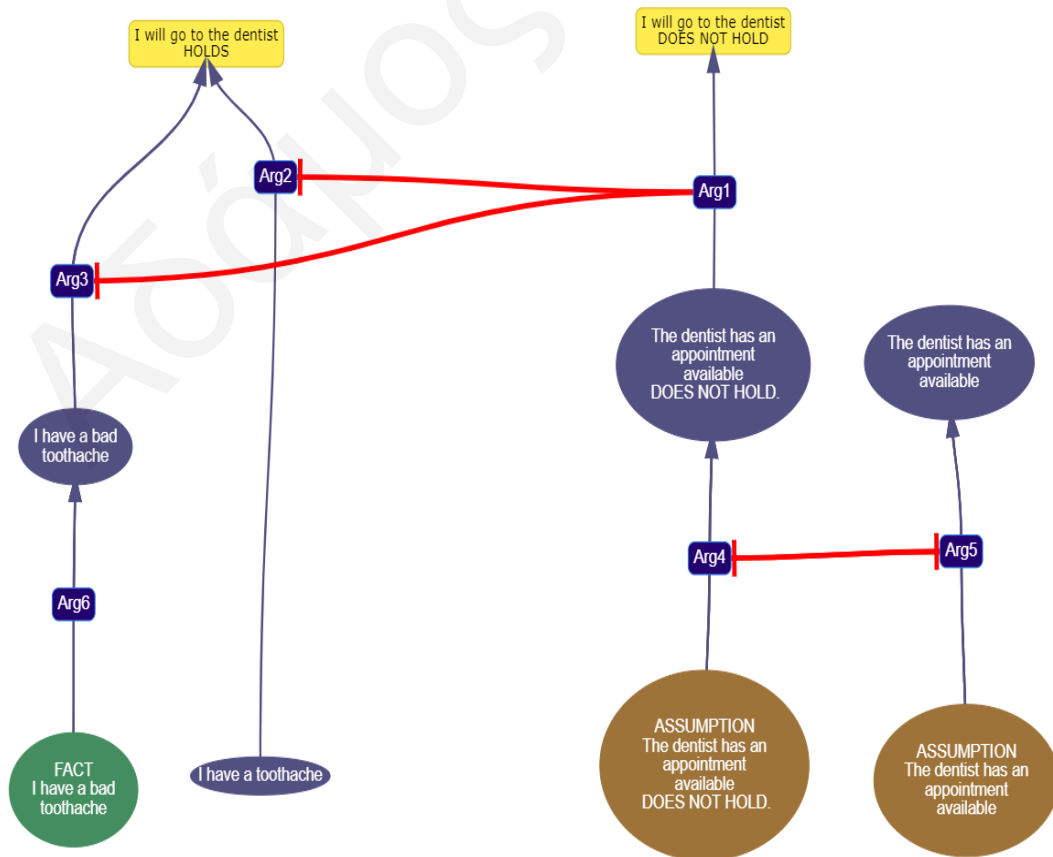 I will go to the dentist
HOLDS
I will go to the dentist
DOES NOT HOLD
Arg2
Arg1
Arg3
The dentist has an
appointment
available
DOES NOT HOLD.
The dentist has an
appointment
available
I have a bad
toothache
Arg4
Arg5
Arg6
FACT
I have a bad
toothache
I have a toothache
ASSUMPTION
The dentist has an
appointment
available
DOES NOT HOLD.
ASSUMPTION
The dentist has an
appointment
available
Αδάμος